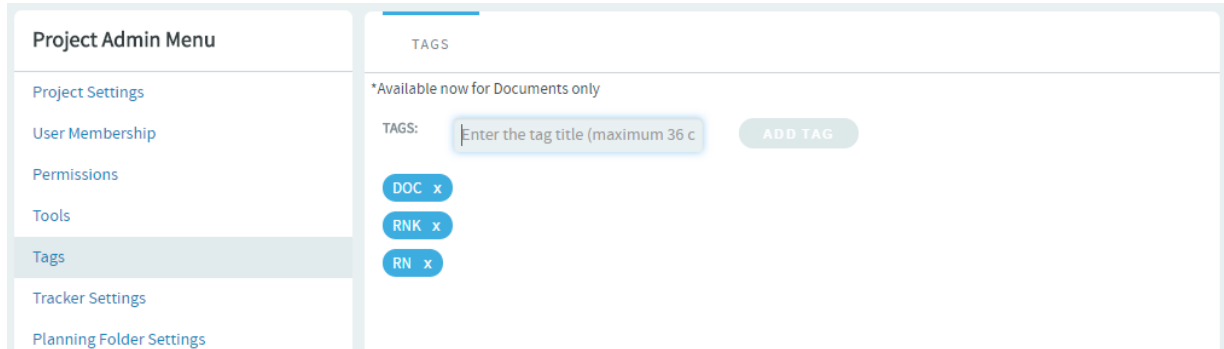 Project Admin Menu
Project Settings
User Membership
Permissions
Tools
Tags
Tracker Settings
Planning Folder Settings
TAGS
*Available now for Documents only
TAGS: Enter the tag title (maximum 36 c ADD TAG
DOC x
RNK x
RN x